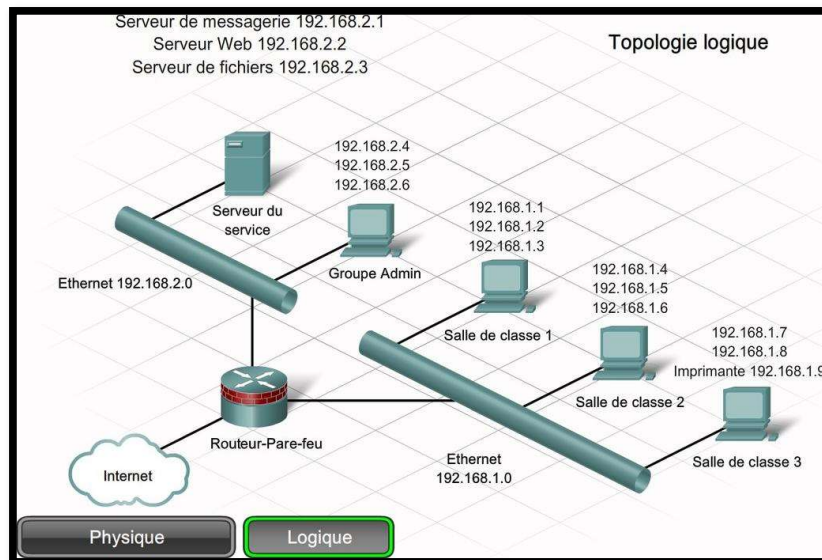 Serveur de messagerie 192.168.2.1
Serveur Web 192.168.2.2
Serveur de fichiers 192.168.2.3
Topologie logique
192.168.2.4
192.168.2.5
192.168.2.6
Serveur du
service
Groupe Admin
Ethernet 192.168.2.0
192.168.1.1
192.168.1.2
192.168.1.3
Salle de classe 1
192.168.1.4
192.168.1.5
192.168.1.6
Salle de classe 2
192.168.1.7
192.168.1.8
Imprimante 192.168.1.9
Salle de classe 3
Routeur-Pare-feu
Ethernet
192.168.1.0
Internet
Physique
Logique